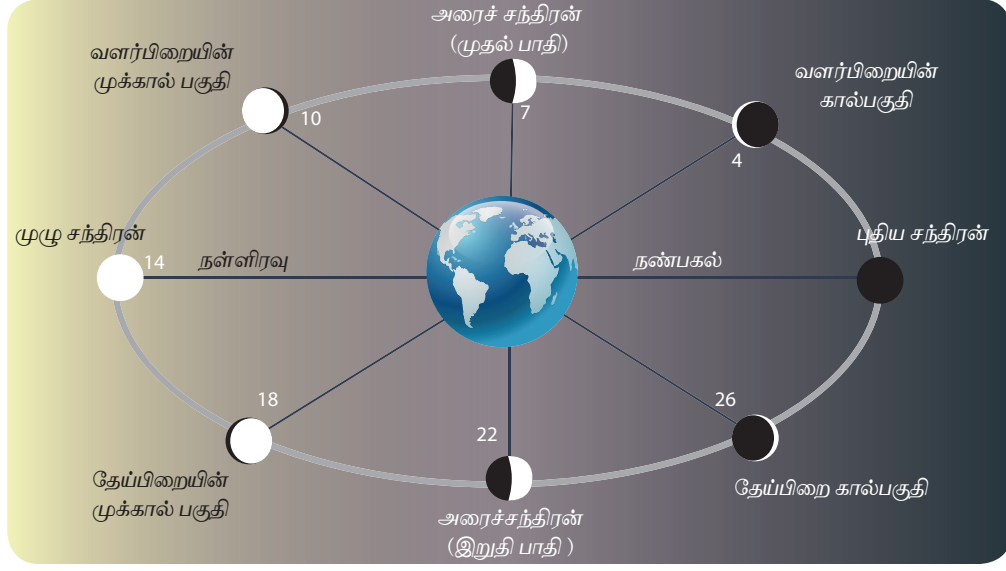 அரைச் சந்திரன்
(முதல் பாதி)
வளர்பிறையின்
முக்கால் பகுதி
வளர்பிறையின்
கால்பகுதி
10
7
4
முழு சந்திரன்
புதிய சந்திரன்
14
நள்ளிரவு
நண்பகல்
18
22
26
தேய்பிறையின்
முக்கால் பகுதி
தேய்பிறை கால்பகுதி
அரைச்சந்திரன்
(இறுதி பாதி )